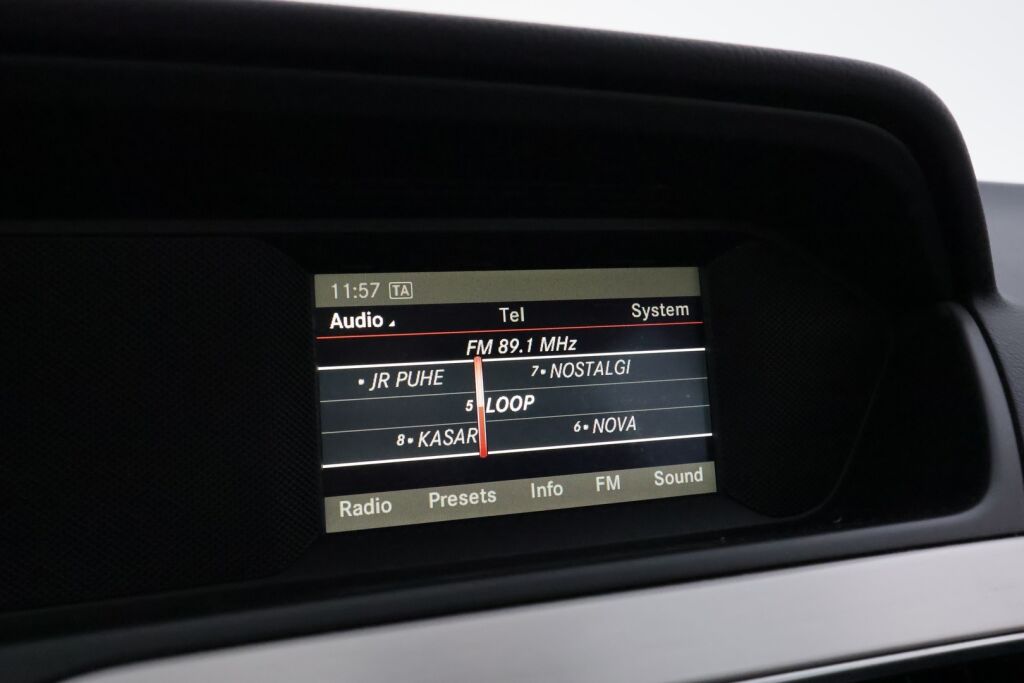 11:57 TA
Audio Tel System
FM 89.1 MHz
• JR PUHE 7• NOSTALGI
5 LOOP
8• KASAR 6• NOVA
Radio Presets Info FM Sound